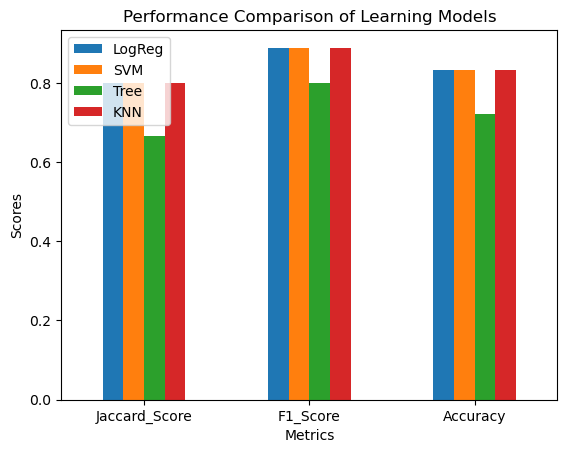 Performance Comparison of Learning Models
LogReg
SVM
Tree
KNN
Scores
0.8
0.6
0.4
0.2
0.0
Jaccard_Score
F1_Score
Accuracy
Metrics